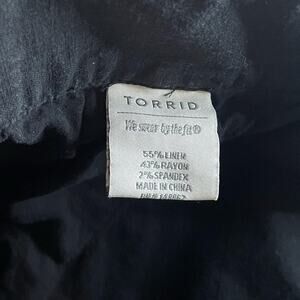 TORRID
We swear by the fit®
55% LINEN
43% RAYON
2% SPANDEX
MADE IN CHINA